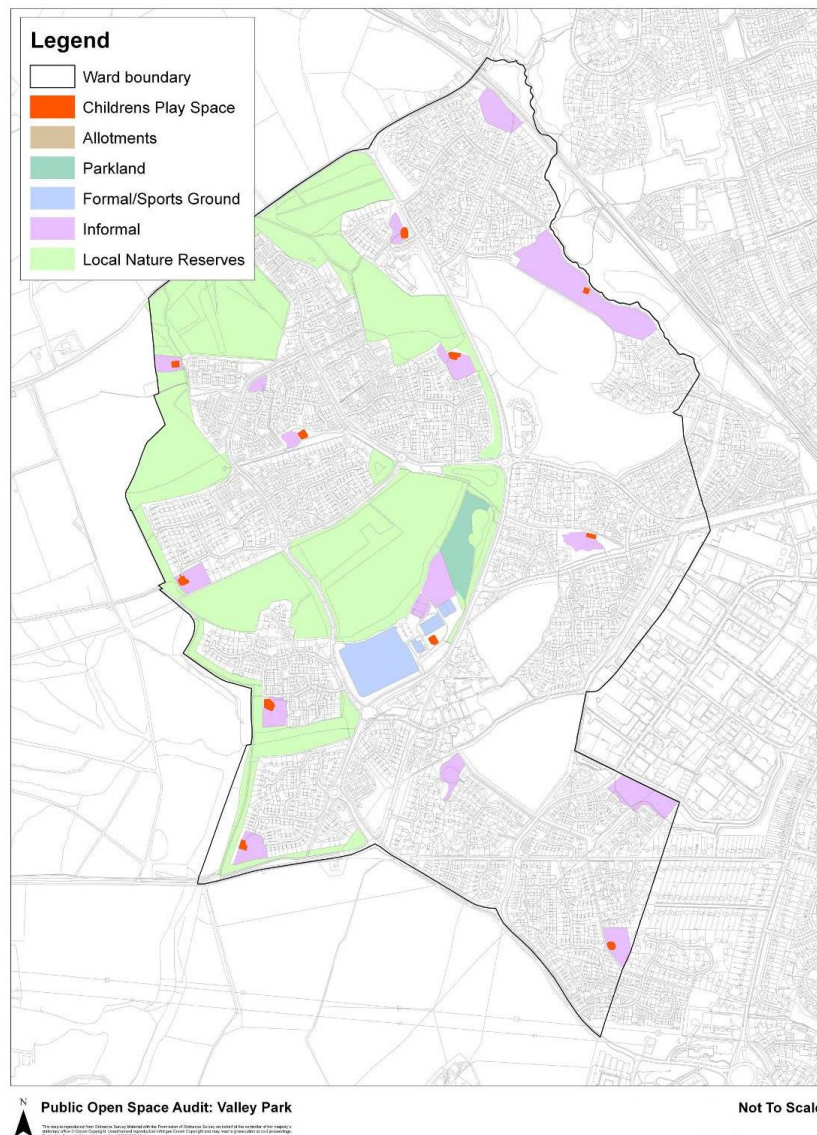 Legend
Ward boundary
Childrens Play Space
Allotments
Parkland
Formal/Sports Ground
Informal
Local Nature Reserves
N
Public Open Space Audit: Valley Park
Not To Scale